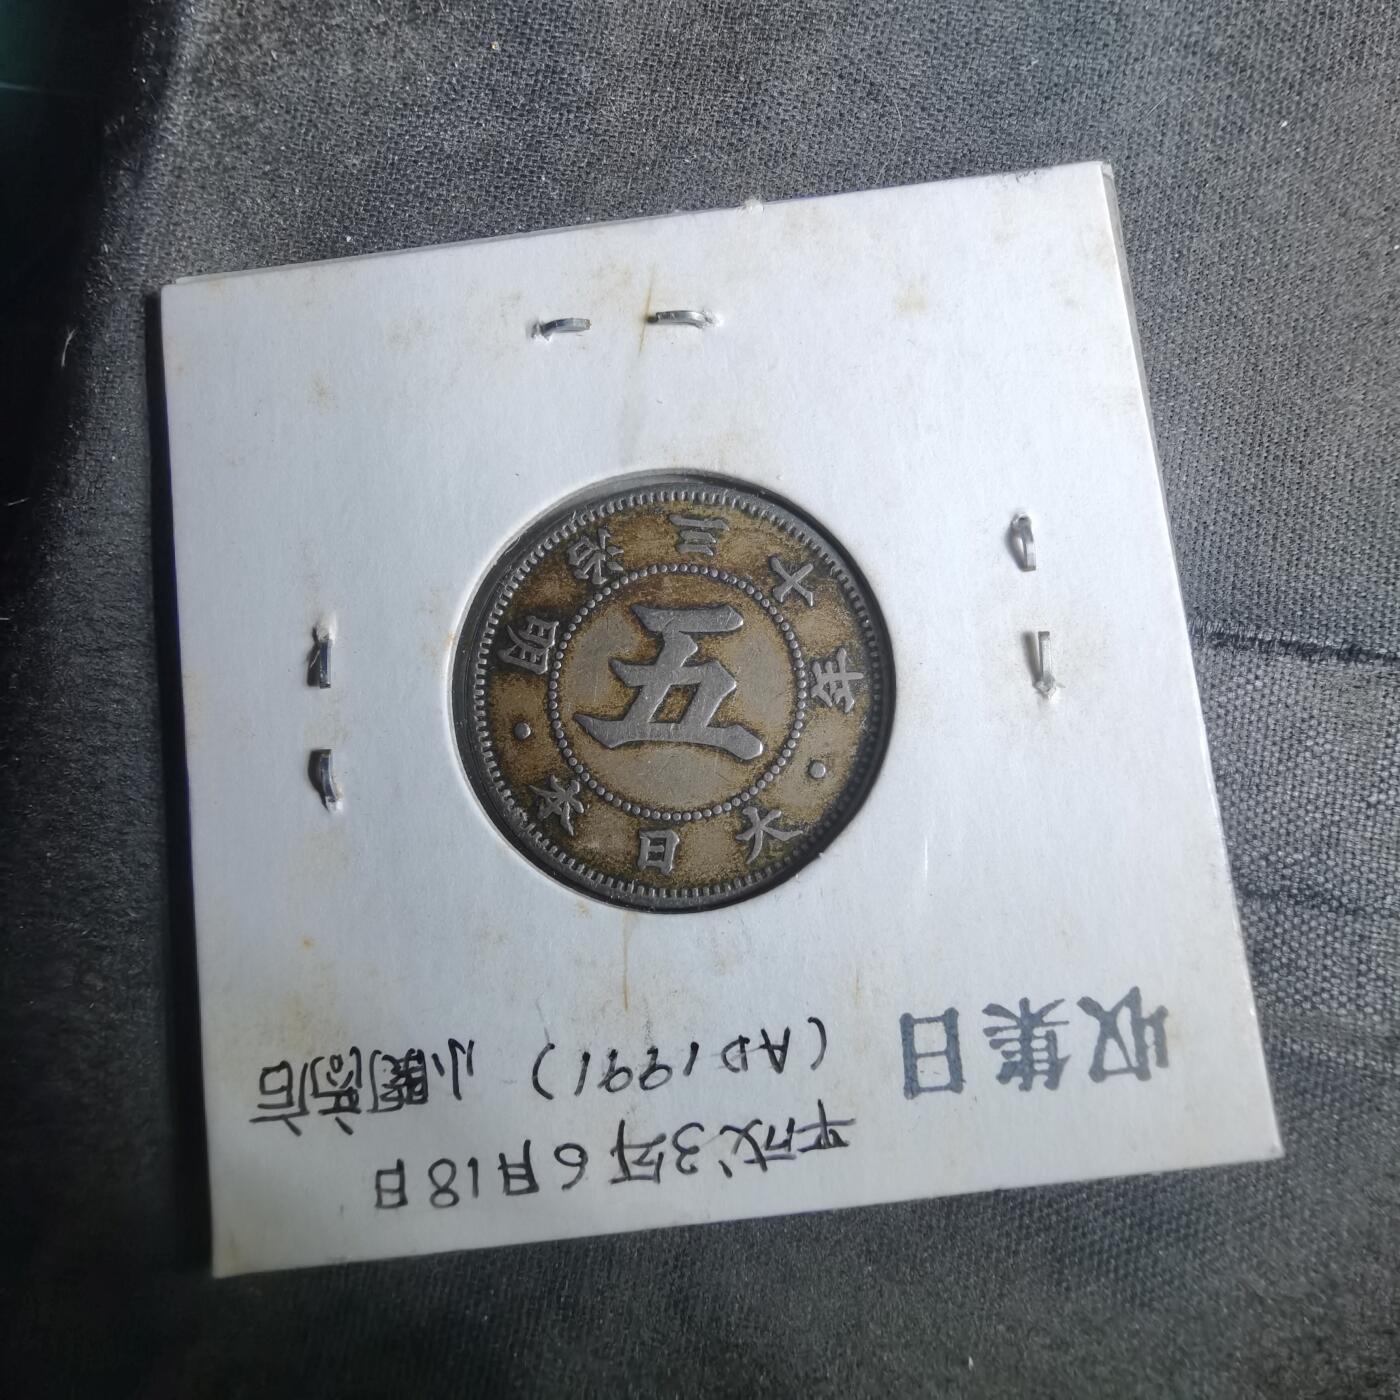 明治三十年
五
大日本
収集日
平成3年6月18日
(AD1991)